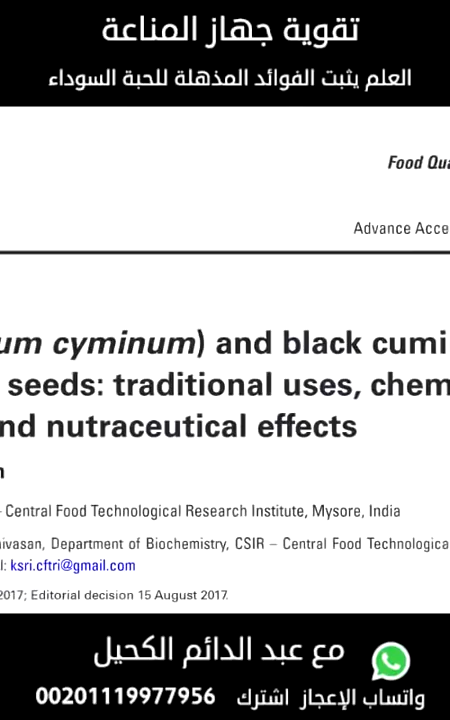 تقوية جهاز المناعة
العلم يثبت الفوائد المذهلة للحبة السوداء
Food Qua
Advance Acce
um cyminum) and black cumi
seeds: traditional uses, chem
nd nutraceutical effects
n
- Central Food Technological Research Institute, Mysore, India
ivasan, Department of Biochemistry, CSIR – Central Food Technologica
l: ksri.cftri@gmail.com
2017; Editorial decision 15 August 2017.
مع عبد الدائم الكحيل
واتساب الإعجاز اشترك 00201119977956